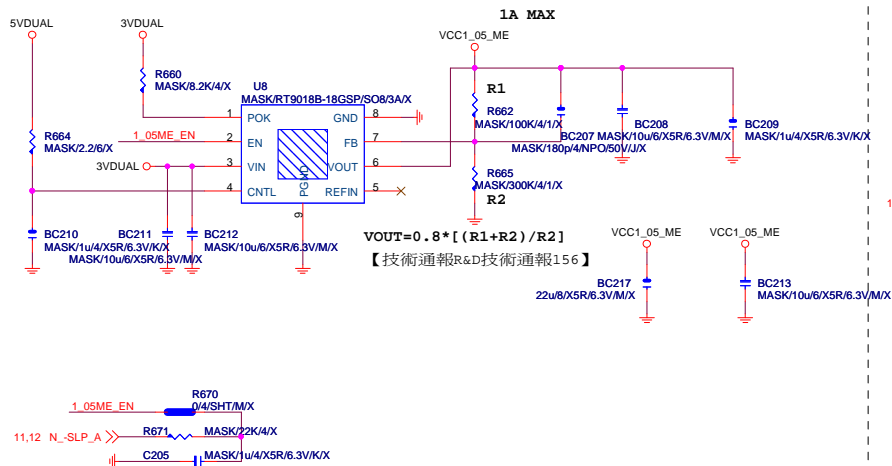 1A MAX
5VDUAL
3VDUAL
VCC1_05_ME
R660
MASK/8.2K/4/X
U8
MASK/RT9018B-18GSP/SO8/3A/X
R1
R664
MASK/2.2/6/X
1_05ME_EN
3VDUAL
1
POK
GND
8
2
EN
FB
7
3
VIN
VOUT
6
4
CNTL
REFIN
5
PGND
9
R662
MASK/100K/4/1/X
BC207
MASK/180p/4/NPO/50V/J/X
BC208
MASK/10u/6/X5R/6.3V/M/X
BC209
MASK/1u/4/X5R/6.3V/K/X
R665
MASK/300K/4/1/X
R2
BC210
MASK/1u/4/X5R/6.3V/K/X
BC211
MASK/10u/6/X5R/6.3V/M/X
BC212
MASK/10u/6/X5R/6.3V/M/X
VOUT=0.8*[(R1+R2)/R2]
【技術通報R&D技術通報156】
VCC1_05_ME
BC217
22u/8/X5R/6.3V/M/X
VCC1_05_ME
BC213
MASK/10u/6/X5R/6.3V/M/X
1
1_05ME_EN
R670
0/4/SHT/M/X
11,12 N_-SLP_A
R671
MASK/22K/4/X
C205
MASK/1u/4/X5R/6.3V/K/X